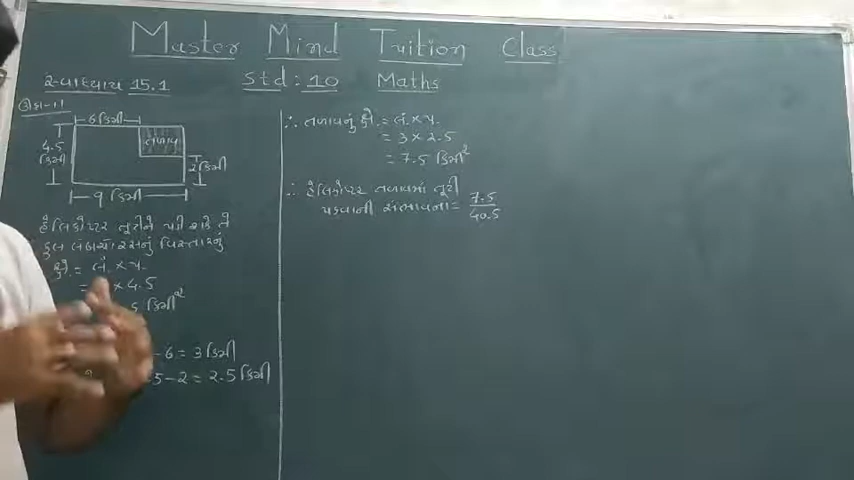 Master Mind Tuition Class
સ્વાધ્યાય 15.1 Std : 10 Maths
ઉદા-11
6 કિમી
4.5 કિમી
તળાવ
2 કિમી
9 કિમી
હેલિકોપ્ટર તૂટીને પડી શકે તે
કુલ લંબચોરસનું વિસ્તારનું
ક્ષે. = લં. × પ.
= × 4.5
5 કિમી²
- 6 = 3 કિમી
5 - 2 = 2.5 કિમી
∴ તળાવનું ક્ષે. = લં. × પ.
= 3 × 2.5
= 7.5 કિમી²
∴ હેલિકોપ્ટર તળાવમાં તૂટી
પડવાની સંભાવના = 7.5/40.5